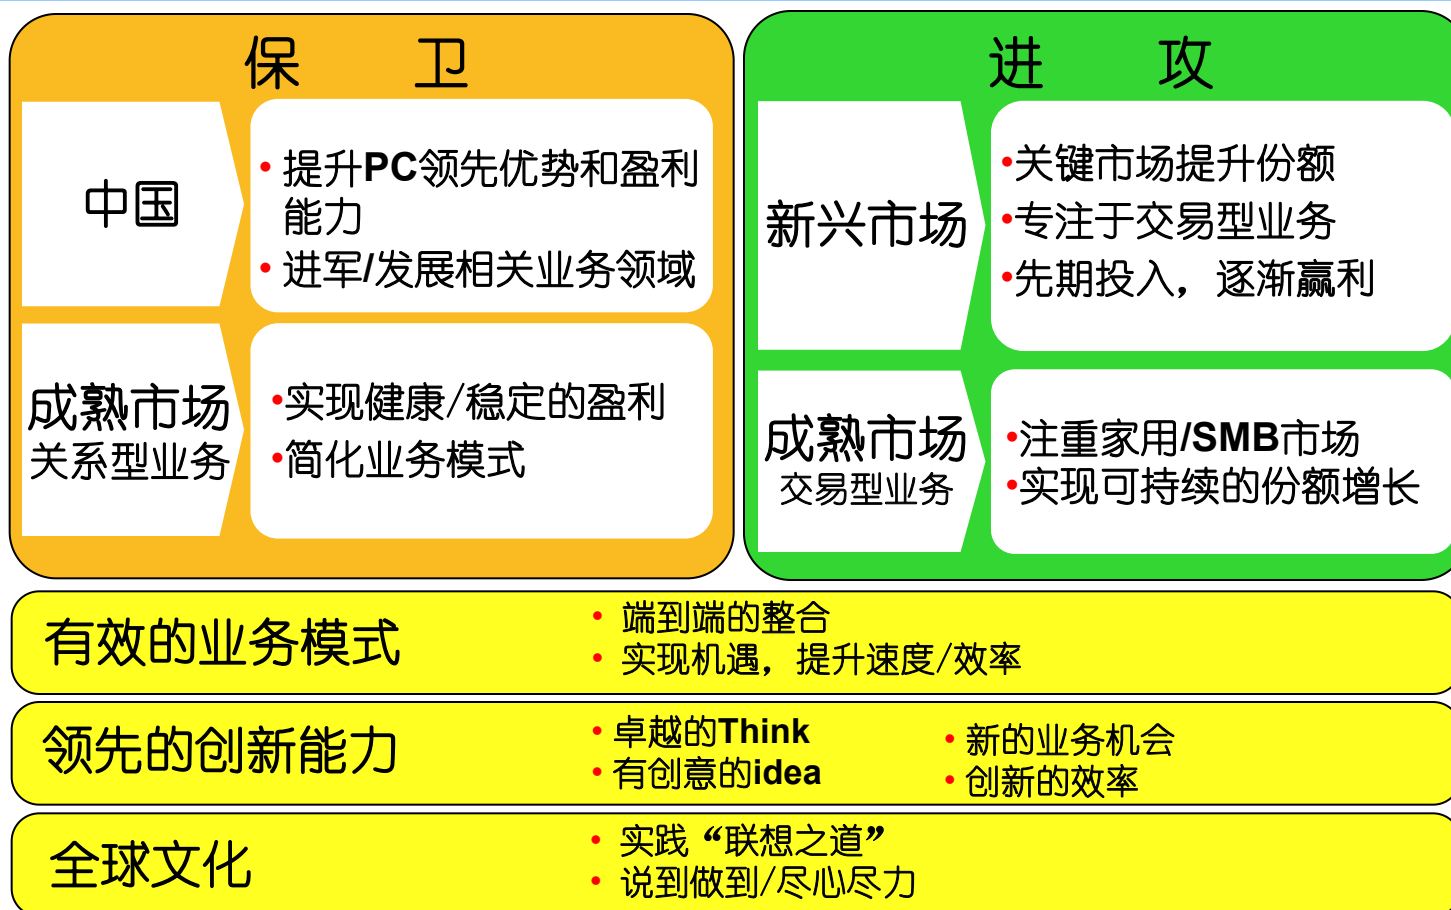 保 卫
中国
• 提升PC领先优势和盈利
能力
• 进军/发展相关业务领域
成熟市场
关系型业务
•实现健康/稳定的盈利
•简化业务模式
进 攻
新兴市场
•关键市场提升份额
•专注于交易型业务
•先期投入，逐渐赢利
成熟市场
交易型业务
•注重家用/SMB市场
•实现可持续的份额增长
有效的业务模式
• 端到端的整合
• 实现机遇，提升速度/效率
领先的创新能力
• 卓越的Think
• 有创意的idea
• 新的业务机会
• 创新的效率
全球文化
• 实践“联想之道”
• 说到做到/尽心尽力